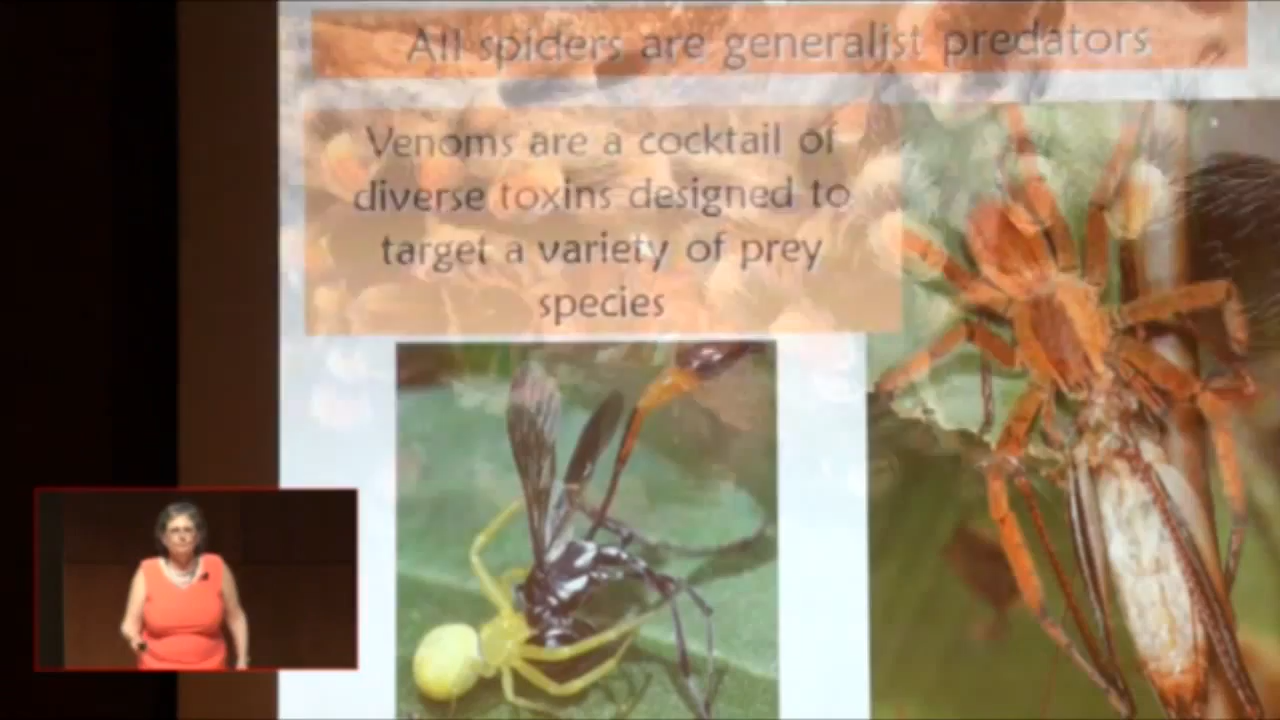 All spiders are generalist predators
Venoms are a cocktail of
diverse toxins designed to
target a variety of prey
species